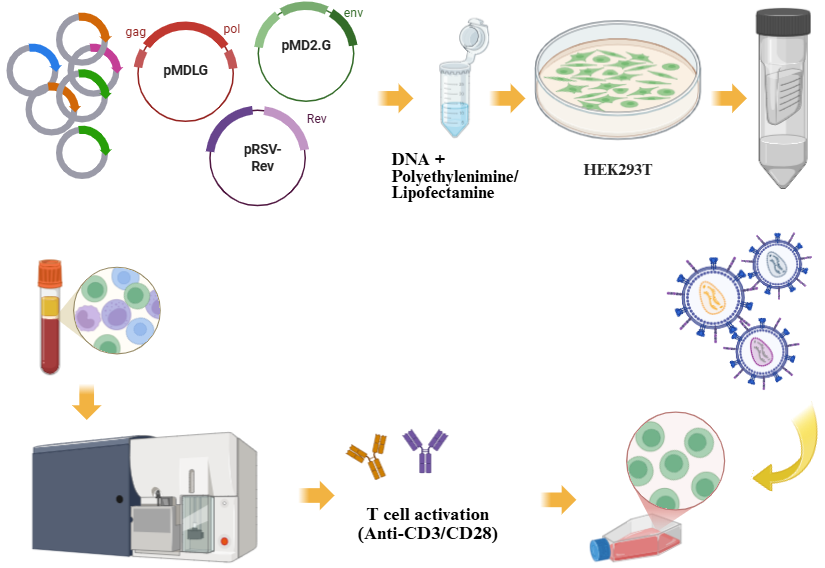 gag
pol
pMDLG
env
pMD2.G
Rev
pRSV-
Rev
DNA +
Polyethylenimine/
Lipofectamine
HEK293T
T cell activation
(Anti-CD3/CD28)